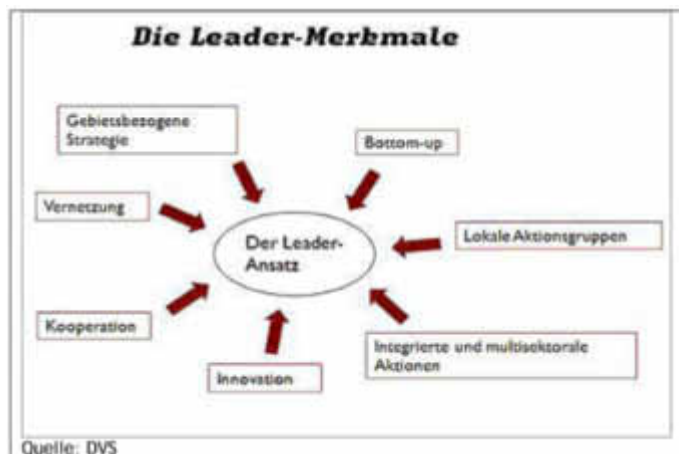 Die Leader-Merkmale
Gebietsbezogene
Strategie
Bottom-up
Vernetzung
Lokale Aktionsgruppen
Der Leader-
Ansatz
Kooperation
Integrierte und multisektorale
Aktionen
Innovation
Quelle: DVS